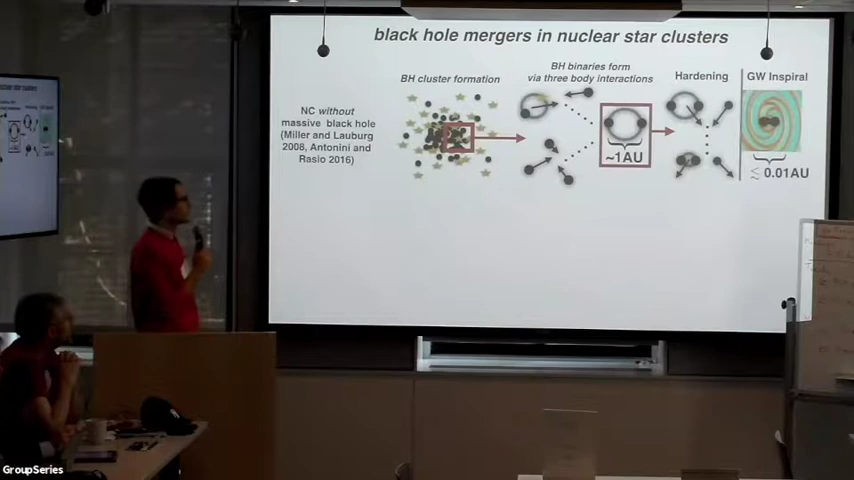 black hole mergers in nuclear star clusters
BH binaries form
via three body interactions
BH cluster formation
Hardening
GW Inspiral
NC without
massive black hole
(Miller and Lauburg
2008, Antonini and
Rasio 2016)
~1AU
≲ 0.01AU
GroupSeries